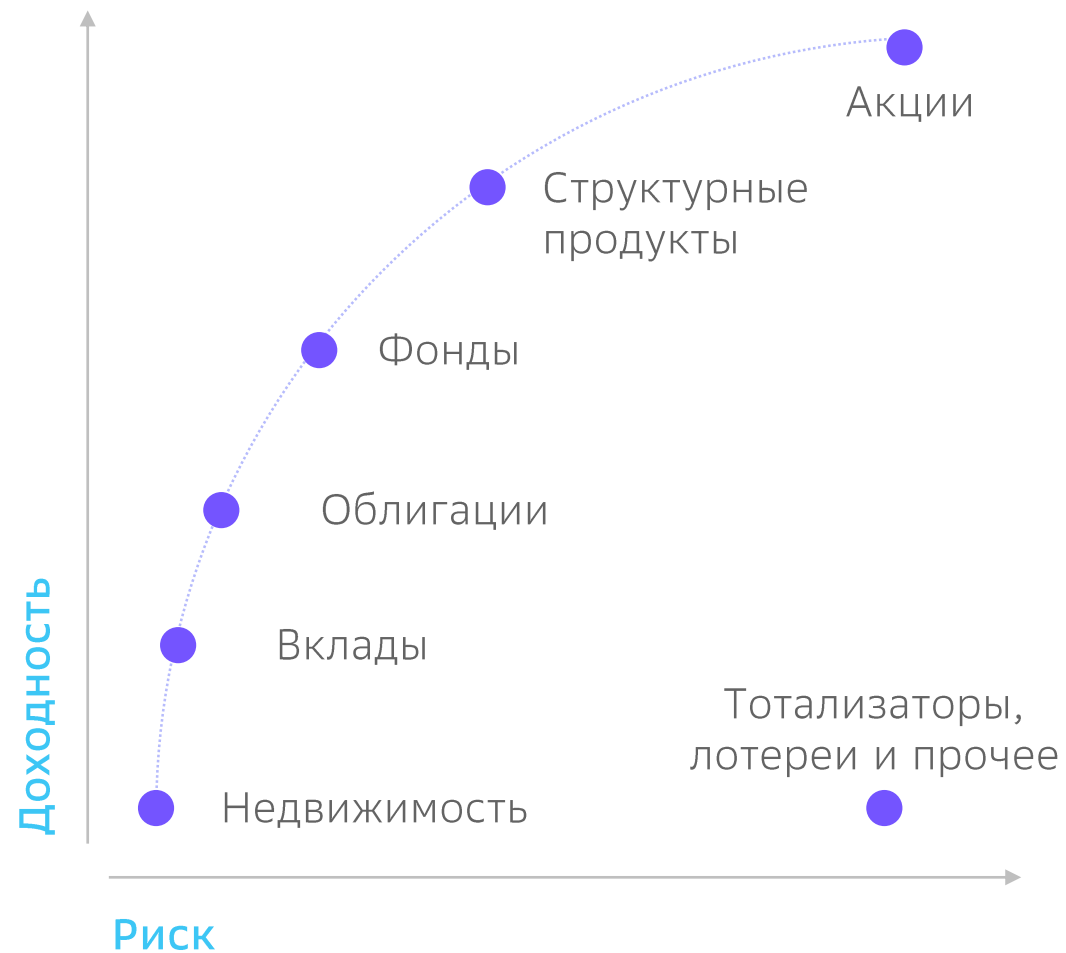 Акции
Структурные
продукты
Фонды
Облигации
Вклады
Тотализаторы,
лотереи и прочее
Недвижимость
Доходность
Риск